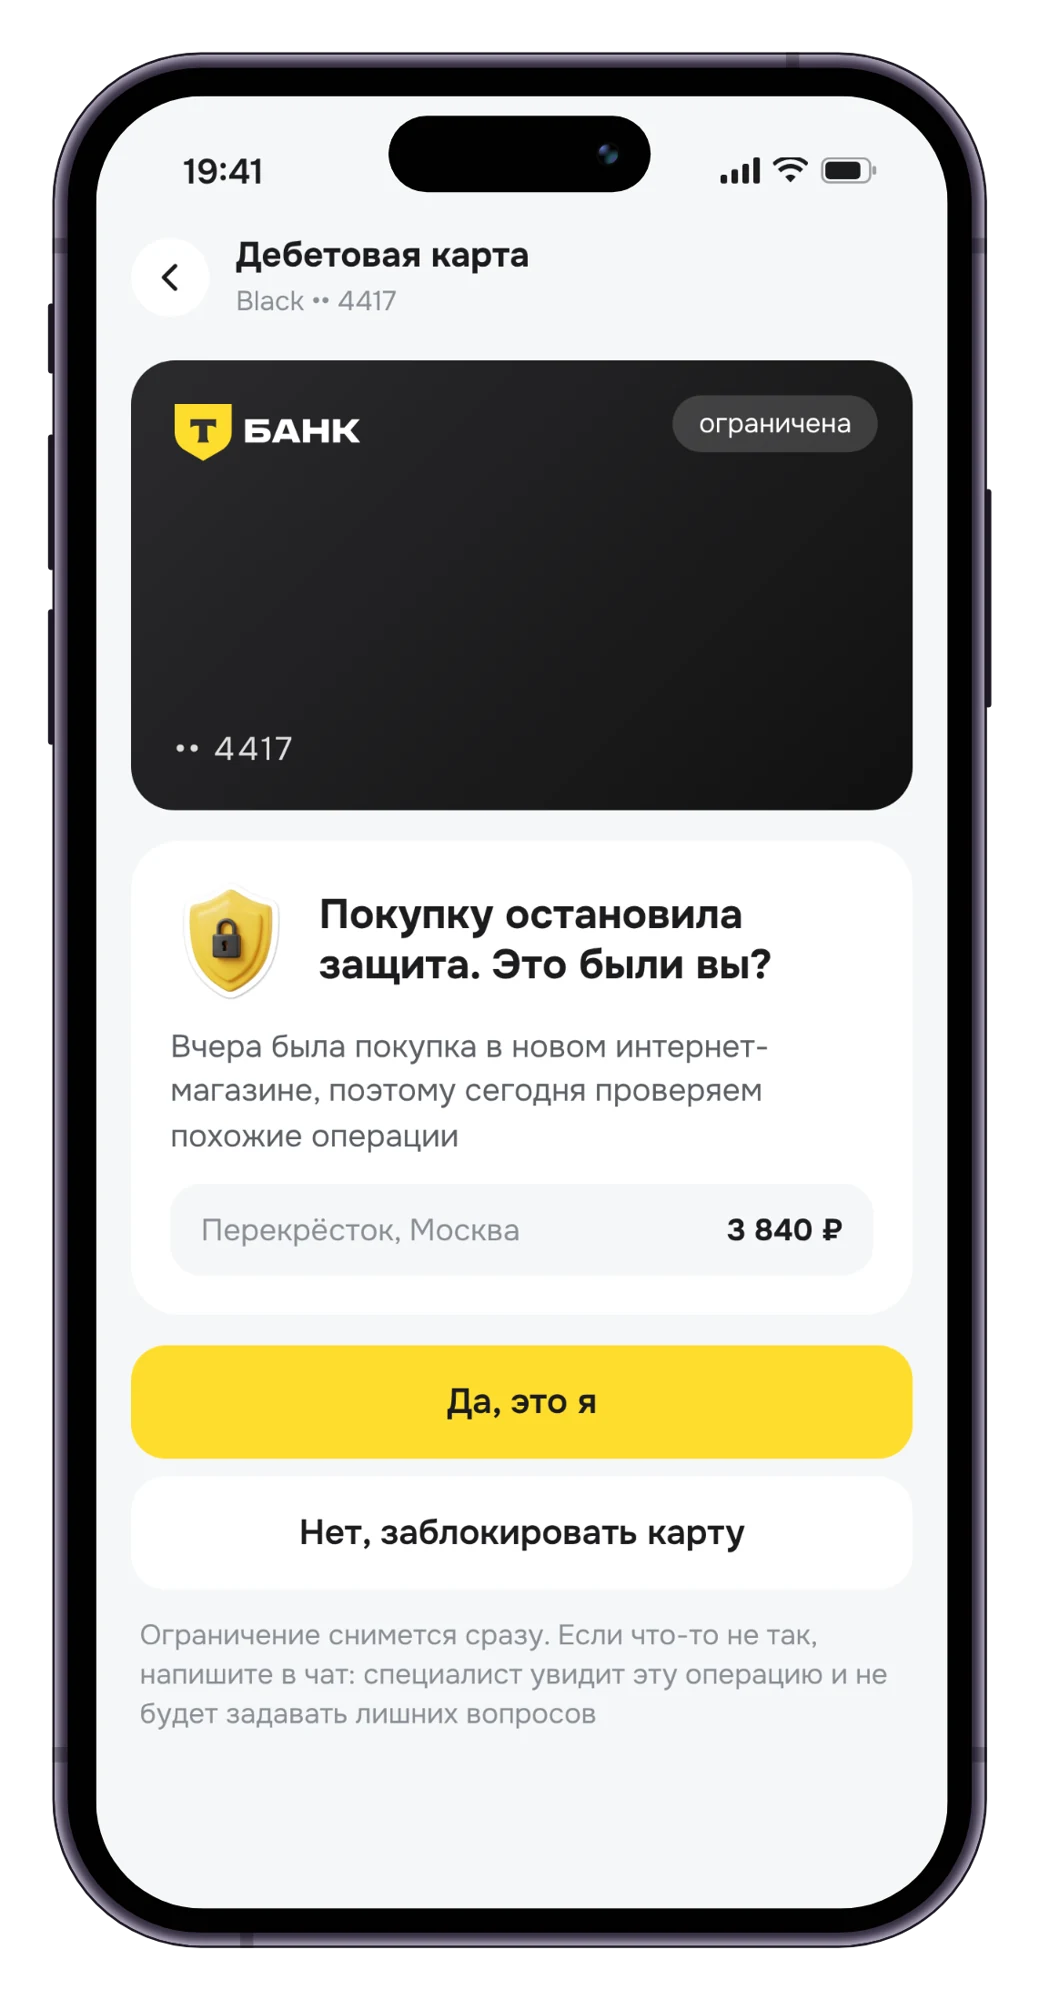 19:41
Дебетовая карта
Black •• 4417
Т БАНК
ограничена
•• 4417
Покупку остановила
защита. Это были вы?
Вчера была покупка в новом интернет-
магазине, поэтому сегодня проверяем
похожие операции
Перекрёсток, Москва 3 840 ₽
Да, это я
Нет, заблокировать карту
Ограничение снимется сразу. Если что-то не так,
напишите в чат: специалист увидит эту операцию и не
будет задавать лишних вопросов